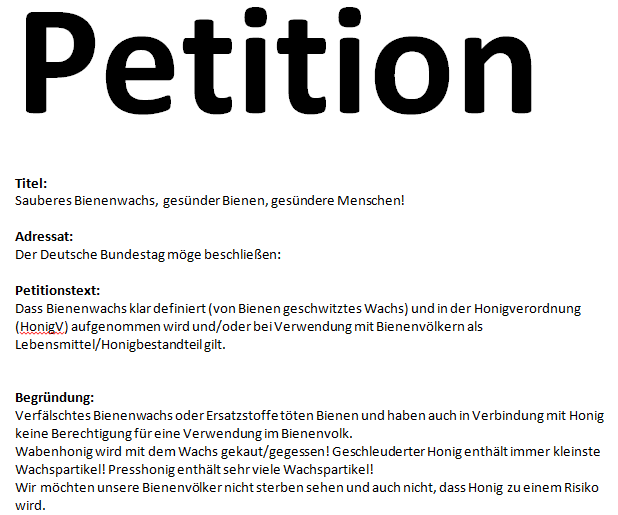 Petition
Titel:
Sauberes Bienenwachs, gesünder Bienen, gesündere Menschen!
Adressat:
Der Deutsche Bundestag möge beschließen:
Petitionstext:
Dass Bienenwachs klar definiert (von Bienen geschwitztes Wachs) und in der Honigverordnung
(HonigV) aufgenommen wird und/oder bei Verwendung mit Bienenvölkern als
Lebensmittel/Honigbestandteil gilt.
Begründung:
Verfälschtes Bienenwachs oder Ersatzstoffe töten Bienen und haben auch in Verbindung mit Honig
keine Berechtigung für eine Verwendung im Bienenvolk.
Wabenhonig wird mit dem Wachs gekaut/gegessen! Geschleuderter Honig enthält immer kleinste
Wachspartikel! Presshonig enthält sehr viele Wachspartikel!
Wir möchten unsere Bienenvölker nicht sterben sehen und auch nicht, dass Honig zu einem Risiko
wird.